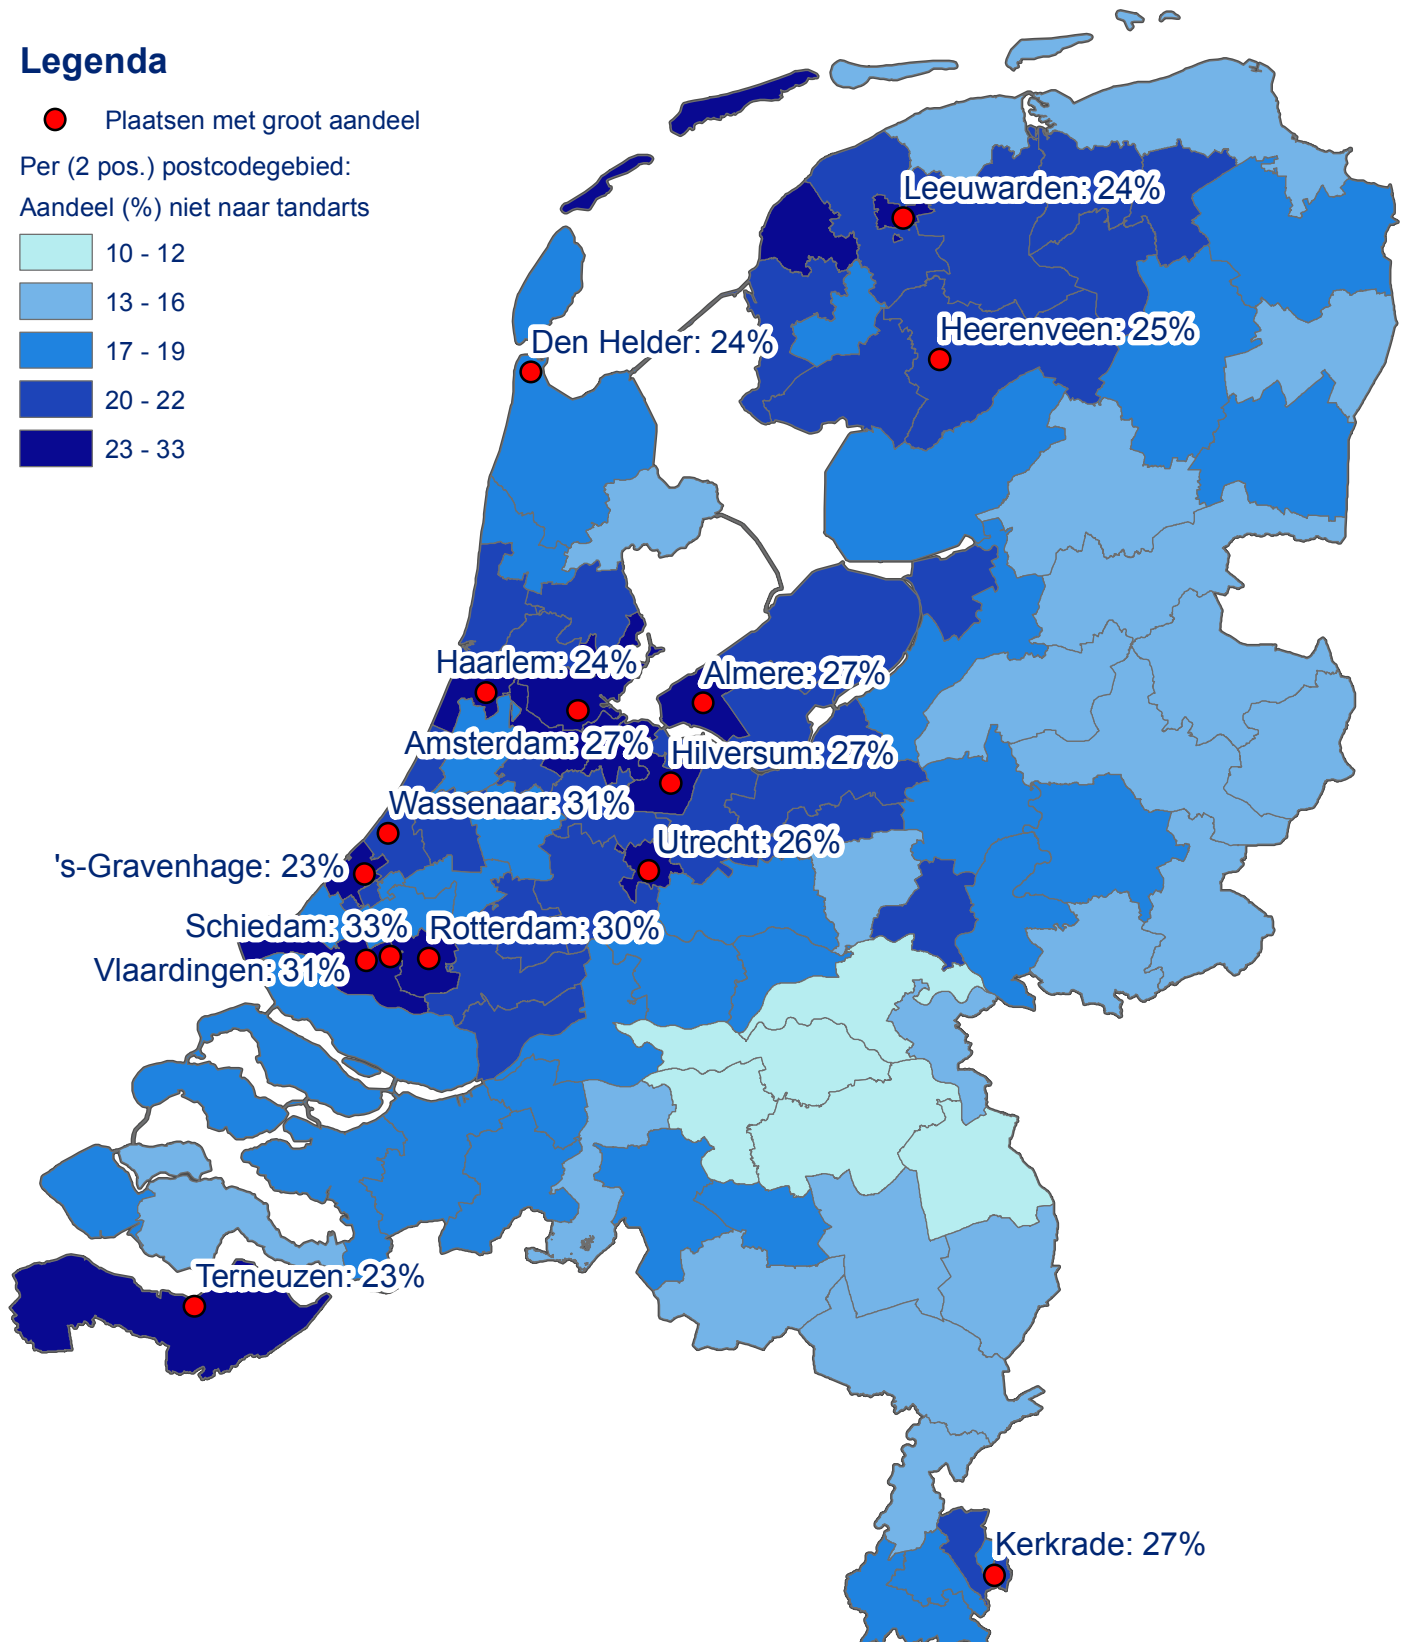 Legenda
Plaatsen met groot aandeel
Per (2 pos.) postcodegebied:
Aandeel (%) niet naar tandarts
10 - 12
13 - 16
17 - 19
20 - 22
23 - 33
Leeuwarden: 24%
Heerenveen: 25%
Den Helder: 24%
Haarlem: 24%
Almere: 27%
Amsterdam: 27%
Hilversum: 27%
Wassenaar: 31%
Utrecht: 26%
's-Gravenhage: 23%
Schiedam: 33%
Rotterdam: 30%
Vlaardingen: 31%
Terneuzen: 23%
Kerkrade: 27%